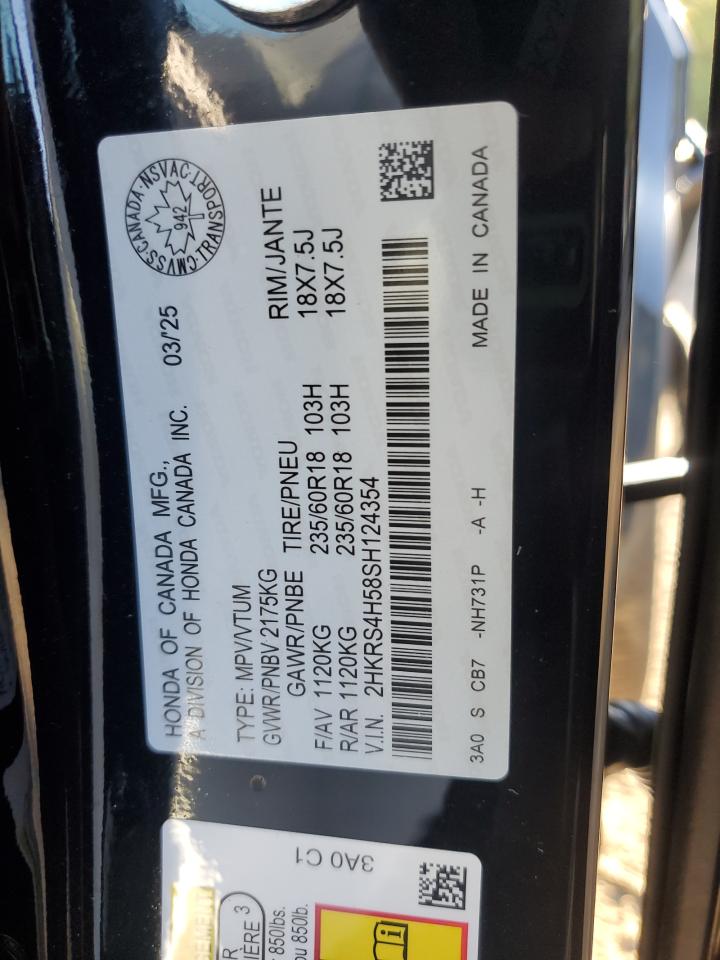 HONDA OF CANADA MFG., 03/'25
A DIVISION OF HONDA CANADA INC.
CMVSS·CANADA·NSVAC·TRANSPORT·
942
TYPE: MPV/VTUM
GVWR/PNBV 2175KG
GAWR/PNBE TIRE/PNEU RIM/JANTE
F/AV 1120KG 235/60R18 103H 18X7.5J
R/AR 1120KG 235/60R18 103H 18X7.5J
V.I.N. 2HKRS4H58SH124354
3A0 S CB7 -NH731P -A -H MADE IN CANADA
3A0 C1
3
850lbs.
850lb.
i